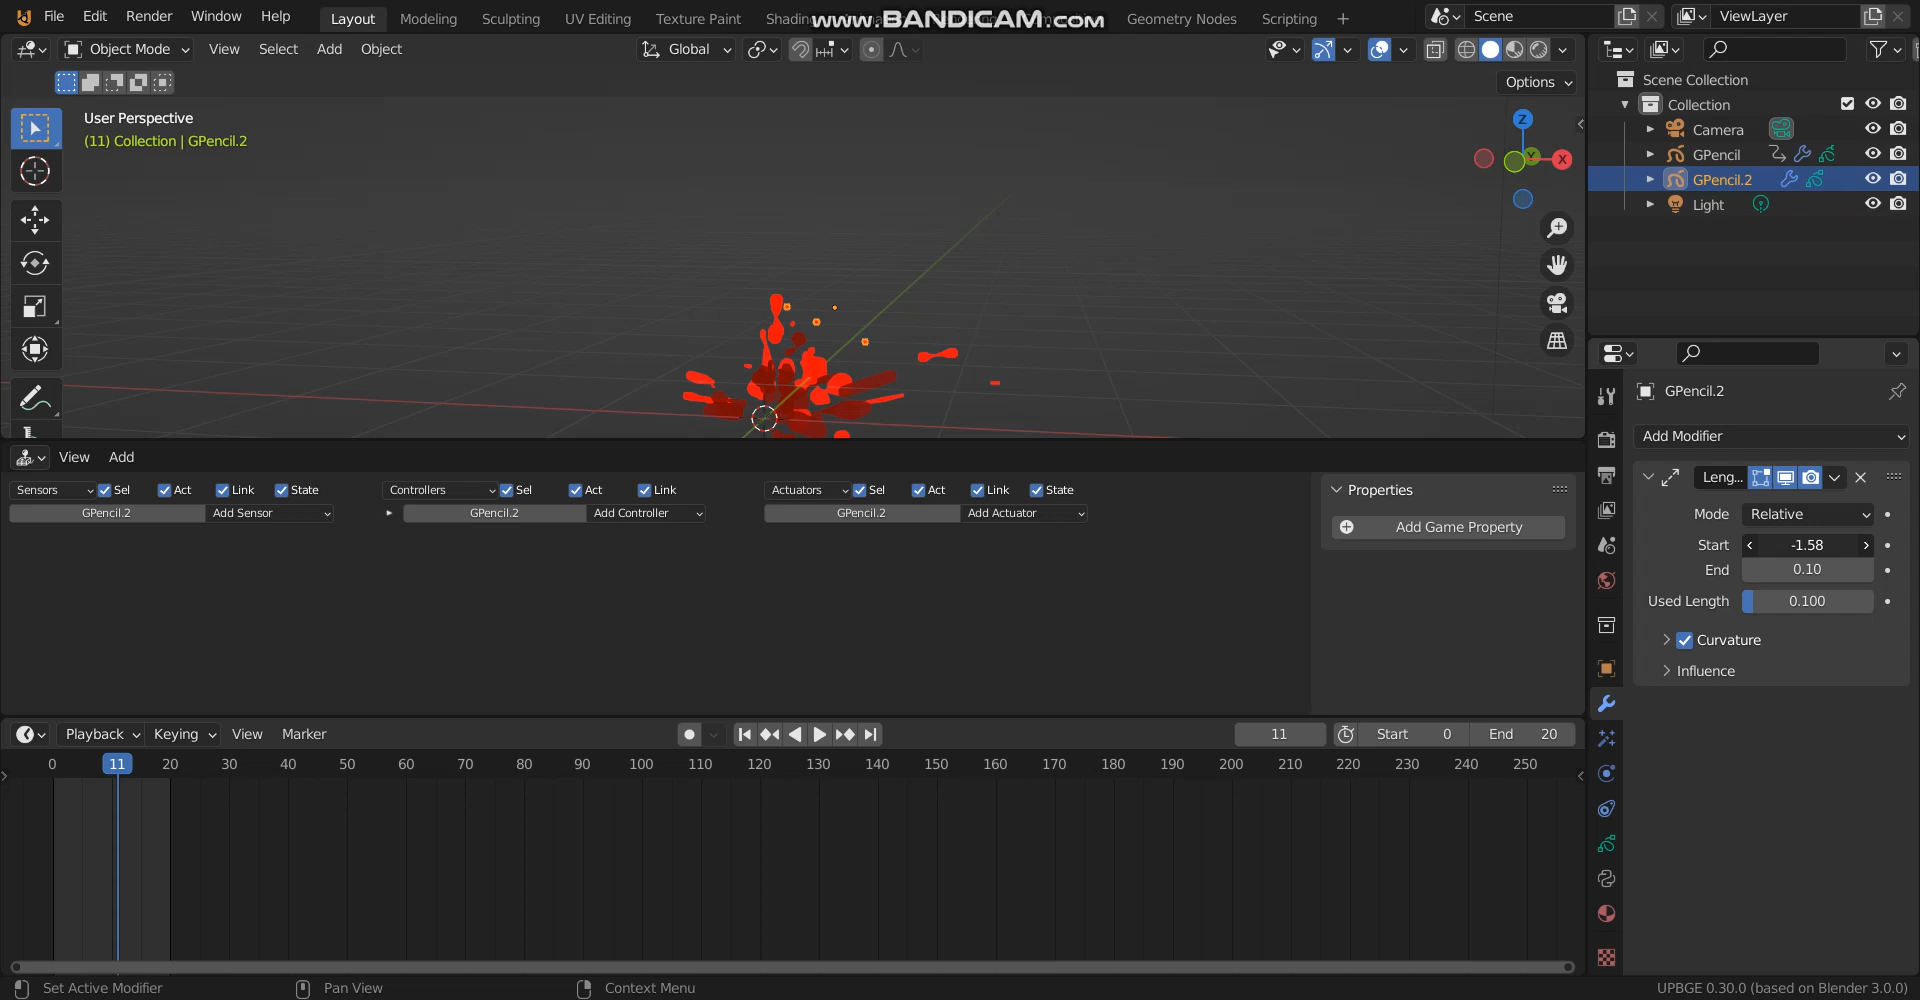 File Edit Render Window Help Layout Modeling Sculpting UV Editing Texture Paint Shading www.BANDICAM.com Geometry Nodes Scripting + Scene ViewLayer
Object Mode View Select Add Object Global
Options
User Perspective
(11) Collection | GPencil.2
Z
Y
X
Scene Collection
Collection
Camera
GPencil
GPencil.2
Light
GPencil.2
Add Modifier
Leng...
Mode Relative
Start -1.58
End 0.10
Used Length 0.100
Curvature
Influence
View Add
Sensors Sel Act Link State Controllers Sel Act Link Actuators Sel Act Link State
GPencil.2 Add Sensor GPencil.2 Add Controller GPencil.2 Add Actuator
Properties
Add Game Property
Playback Keying View Marker 11 Start 0 End 20
0 11 20 30 40 50 60 70 80 90 100 110 120 130 140 150 160 170 180 190 200 210 220 230 240 250
Set Active Modifier Pan View Context Menu UPBGE 0.30.0 (based on Blender 3.0.0)